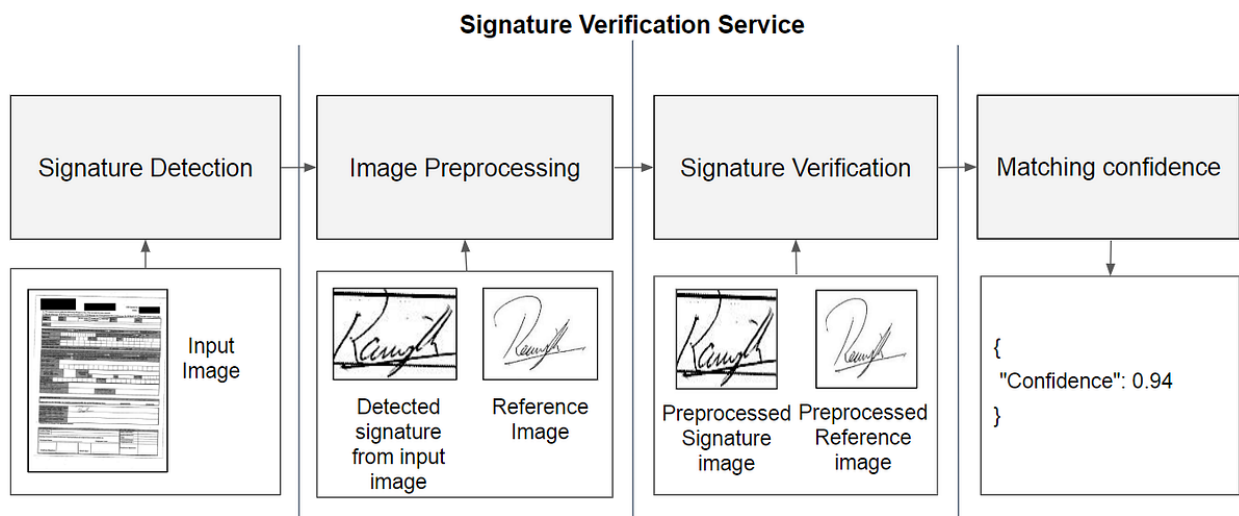 Signature Verification Service
Signature Detection
Image Preprocessing
Signature Verification
Matching confidence
Input
Image
Detected
signature
from input
image
Reference
Image
Preprocessed
Signature
image
Preprocessed
Reference
image
{
"Confidence": 0.94
}